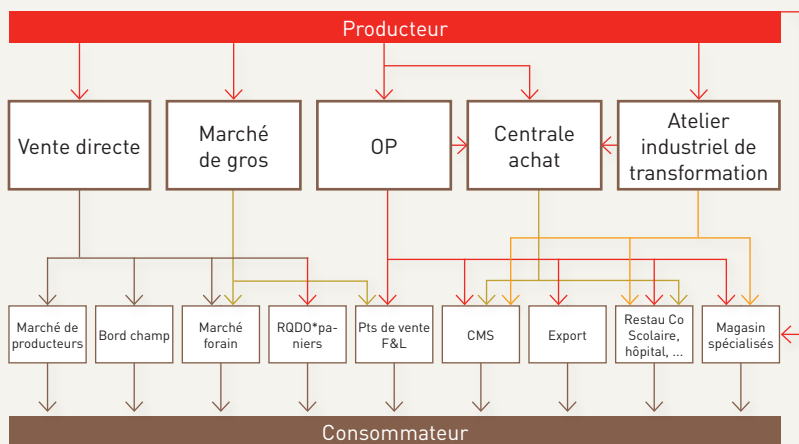 Producteur
Vente directe
Marché
de gros
OP
Centrale
achat
Atelier
industriel de
transformation
Marché de
producteurs
Bord champ
Marché
forain
RQDO*pa-
niers
Pts de vente
F&L
CMS
Export
Restau Co
Scolaire,
hôpital, ...
Magasin
spécialisés
Consommateur